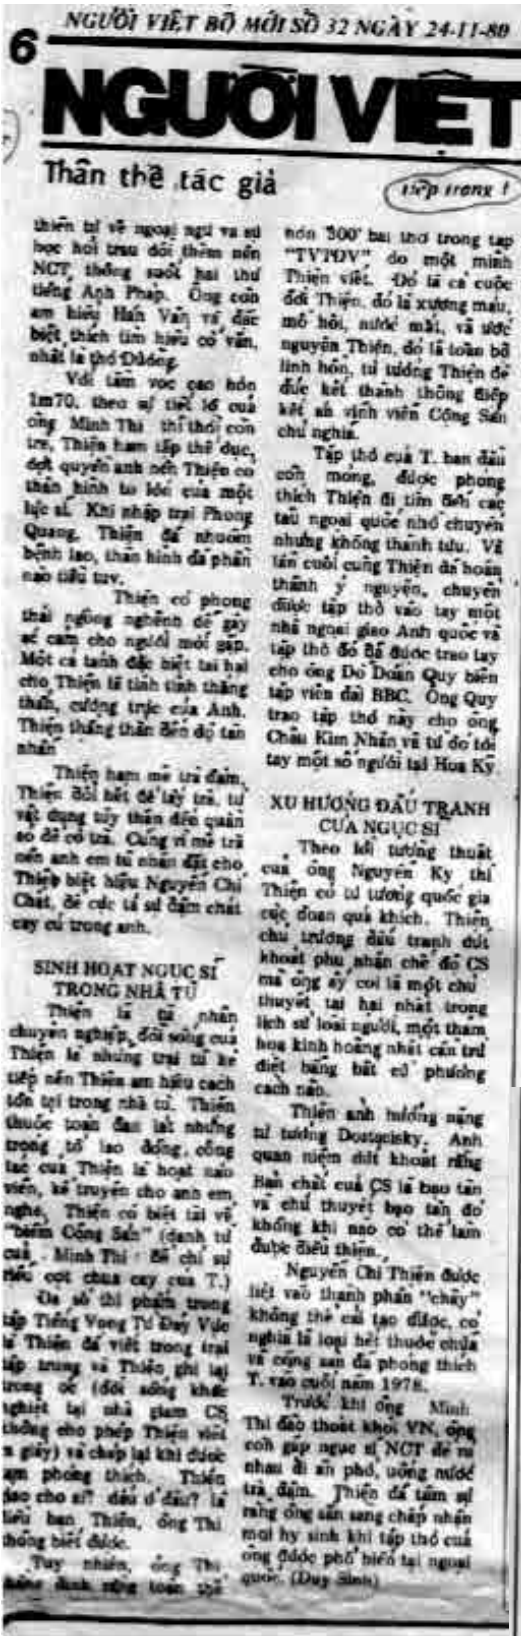 NGƯỜI VIỆT BỘ MỚI SỐ 32 NGÀY 24-11-80
6
NGƯỜI VIỆT
Thân thế tác giả
tiếp trang 1
thiên tư về ngoại ngữ và sự
học hỏi trau dồi thêm nên
NCT, thông suốt hai thứ
tiếng Anh Pháp. Ông còn
am hiểu Hán Văn và đặc
biệt thích tìm hiểu cổ văn,
nhất là thơ Đường.
Với tầm vóc cao hơn
1m70, theo sự tiết lộ của
ông Minh Thi thì thời còn
trẻ, Thiện ham tập thể dục,
dợt quyền anh nên Thiện có
thân hình to lớn của một
lực sĩ. Khi nhập trại Phong
Quang, Thiện đã nhuốm
bệnh lao, thân hình đã phần
nào tiều tụy.
Thiện có phong
thái ngông nghênh dễ gây
ác cảm cho người mới gặp.
Một cá tánh đặc biệt tai hại
cho Thiện là tính tình thẳng
thắn, cương trực của Anh.
Thiện thẳng thắn đến độ tàn
nhẫn
Thiện ham mê trà đậm,
Thiện đổi hết để lấy trà, từ
vật dụng tùy thân đến quần
áo để có trà. Cũng vì mê trà
nên anh em tù nhân đặt cho
Thiện biệt hiệu Nguyễn Chí
Chát, để cực tả sự đậm chát
cay cú trong anh.
SINH HOẠT NGỤC SĨ
TRONG NHÀ TÙ
Thiện là tù nhân
chuyên nghiệp, đời sống của
Thiện là những trại tù kế
tiếp nên Thiện am hiểu cách
tồn tại trong nhà tù. Thiện
thuộc toán đan lát nhưng
trong tổ lao động, công
tác của Thiện là hoạt náo
viên, kể truyện cho anh em
nghe, Thiện có biệt tài về
"biếm Cộng Sản" (danh từ
của Minh Thi để chỉ sự
riễu cợt chua cay của T.)
Đa số thi phẩm trong
tập Tiếng Vọng Từ Đáy Vực
là Thiện đã viết trong trại
tập trung và Thiện ghi lại
trong óc (đời sống khắc
nghiệt tại nhà giam CS,
không cho phép Thiện viết
ra giấy) và chép lại khi được
tạm phóng thích. Thiện
trao cho ai? dấu ở đâu? là
liều bạn Thiện, ông Thi
không biết được.
Tuy nhiên, ông Thi
toàn thể
hơn 300 bài thơ trong tập
"TVTĐV" do một mình
Thiện viết. Đó là cả cuộc
đời Thiện, đó là xương máu,
mồ hôi, nước mắt, và ước
nguyện Thiện, đó là toàn bộ
linh hồn, tư tưởng Thiện để
đúc kết thành thông điệp
kết án vĩnh viễn Cộng Sản
chủ nghĩa.
Tập thơ của T. ban đầu
còn mỏng, được phóng
thích Thiện đi tìm đến các
tàu ngoại quốc nhờ chuyển
nhưng không thành tựu. Về
lần cuối cùng Thiện đã hoàn
thành ý nguyện, chuyển
được tập thơ vào tay một
nhà ngoại giao Anh quốc và
tập thơ đó đã được trao tay
cho ông Đỗ Doãn Quỹ biên
tập viên đài BBC. Ông Quỹ
trao tập thơ này cho ông
Châu Kim Nhân và từ đó tới
tay một số người tại Hoa Kỳ.
XU HƯỚNG ĐẤU TRANH
CỦA NGỤC SĨ
Theo lời tường thuật
của ông Nguyễn Kỳ thì
Thiện có tư tưởng quốc gia
cực đoan quá khích. Thiện
chủ trương đấu tranh dứt
khoát phủ nhận chế độ CS
mà ông ấy coi là một chủ
thuyết tai hại nhất trong
lịch sử loài người, một thảm
họa kinh hoàng nhất cần trừ
diệt bằng bất cứ phương
cách nào.
Thiện ảnh hưởng nặng
tư tưởng Dostoeisky. Anh
quan niệm dứt khoát rằng
Bản chất của CS là bạo tàn
và chủ thuyết bạo tàn đó
không khi nào có thể làm
được điều thiện.
Nguyễn Chí Thiện được
liệt vào thành phần "chây"
không thể cải tạo được, có
nghĩa là loại hết thuốc chữa
và cộng sản đã phóng thích
T. vào cuối năm 1978.
Trước khi ông Minh
Thi đào thoát khỏi VN, ông
còn gặp ngục sĩ NCT để rủ
nhau đi ăn phở, uống nước
trà đậm. Thiện đã tâm sự
rằng ông sẵn sàng chấp nhận
mọi hy sinh khi tập thơ của
ông được phổ biến tại ngoại
quốc. (Duy Sinh)